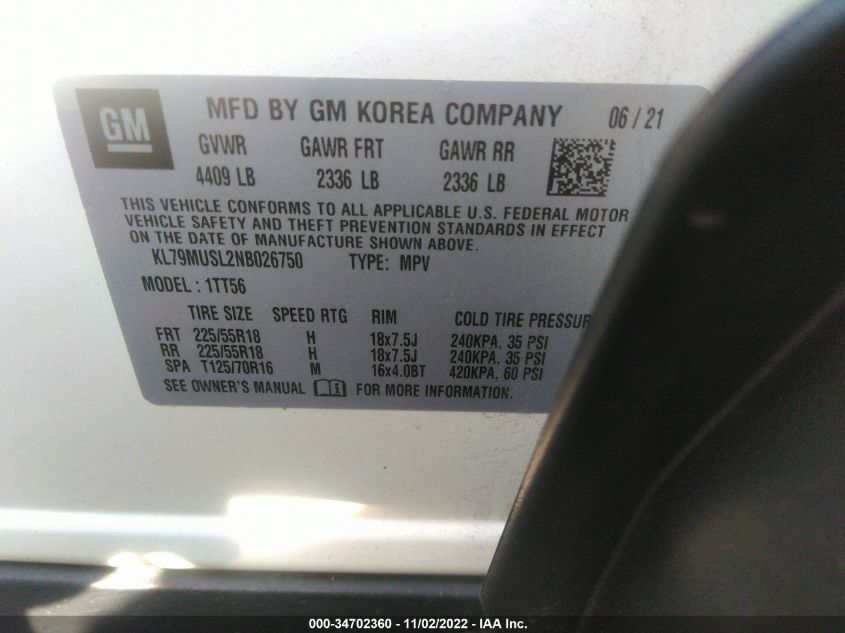 GM
MFD BY GM KOREA COMPANY 06 / 21
GVWR GAWR FRT GAWR RR
4409 LB 2336 LB 2336 LB
THIS VEHICLE CONFORMS TO ALL APPLICABLE U.S. FEDERAL MOTOR
VEHICLE SAFETY AND THEFT PREVENTION STANDARDS IN EFFECT
ON THE DATE OF MANUFACTURE SHOWN ABOVE.
KL79MUSL2NB026750 TYPE: MPV
MODEL : 1TT56
TIRE SIZE SPEED RTG RIM COLD TIRE PRESSUR
FRT 225/55R18 H 18x7.5J 240KPA, 35 PSI
RR 225/55R18 H 18x7.5J 240KPA, 35 PSI
SPA T125/70R16 M 16x4.0BT 420KPA, 60 PSI
SEE OWNER'S MANUAL FOR MORE INFORMATION.
000-34702360 - 11/02/2022 - IAA Inc.